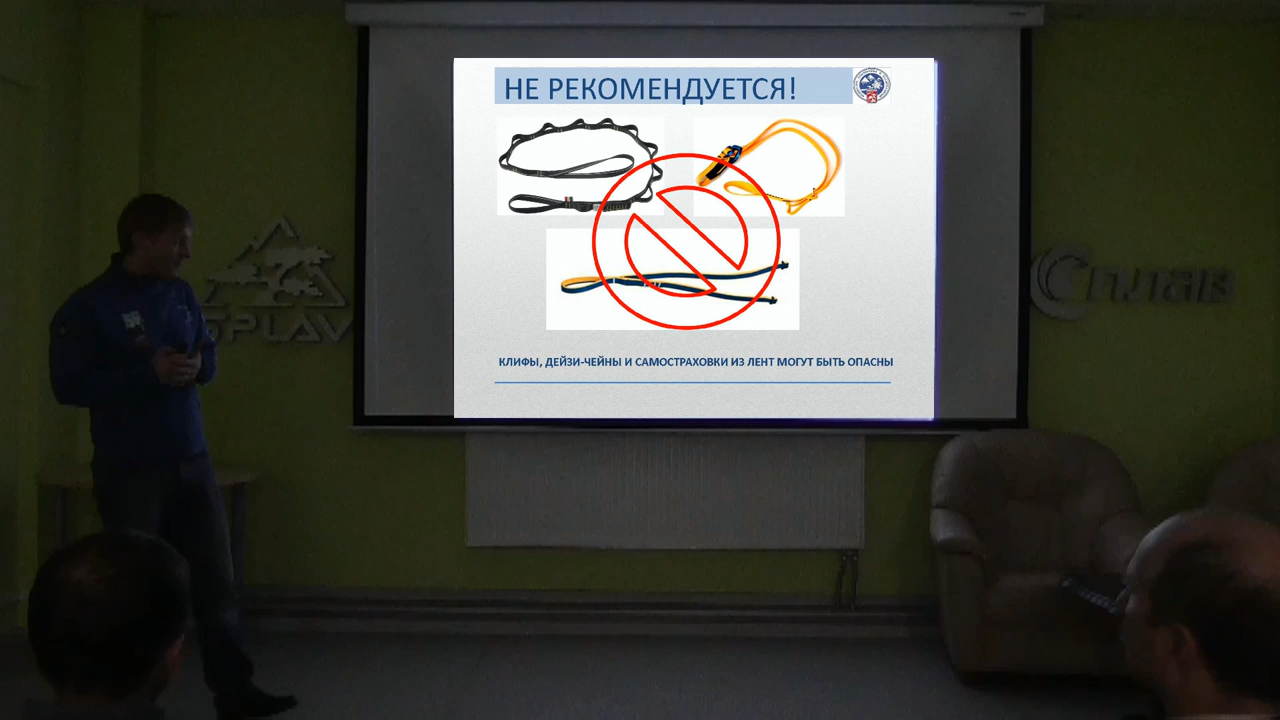 НЕ РЕКОМЕНДУЕТСЯ!
КЛИФЫ, ДЕЙЗИ-ЧЕЙНЫ И САМОСТРАХОВКИ ИЗ ЛЕНТ МОГУТ БЫТЬ ОПАСНЫ
SPLAV
Сплав